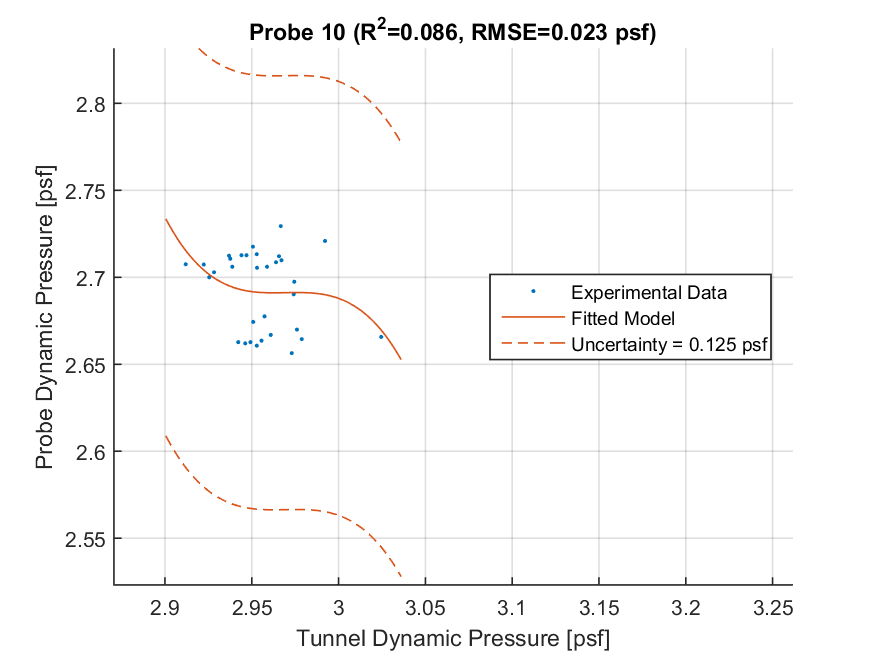 Probe 10 (R²=0.086, RMSE=0.023 psf)
Probe Dynamic Pressure [psf]
2.8
2.75
2.7
2.65
2.6
2.55
Experimental Data
Fitted Model
Uncertainty = 0.125 psf
2.9 2.95 3 3.05 3.1 3.15 3.2 3.25
Tunnel Dynamic Pressure [psf]